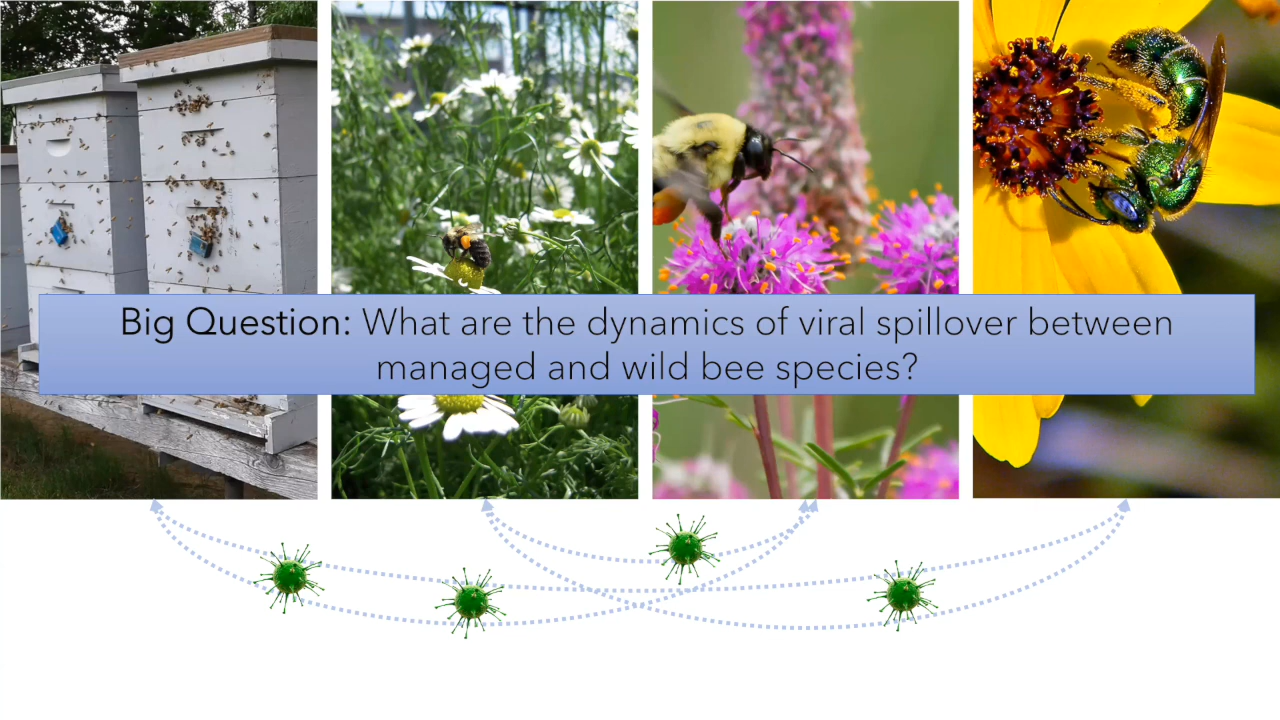 Big Question: What are the dynamics of viral spillover between
managed and wild bee species?